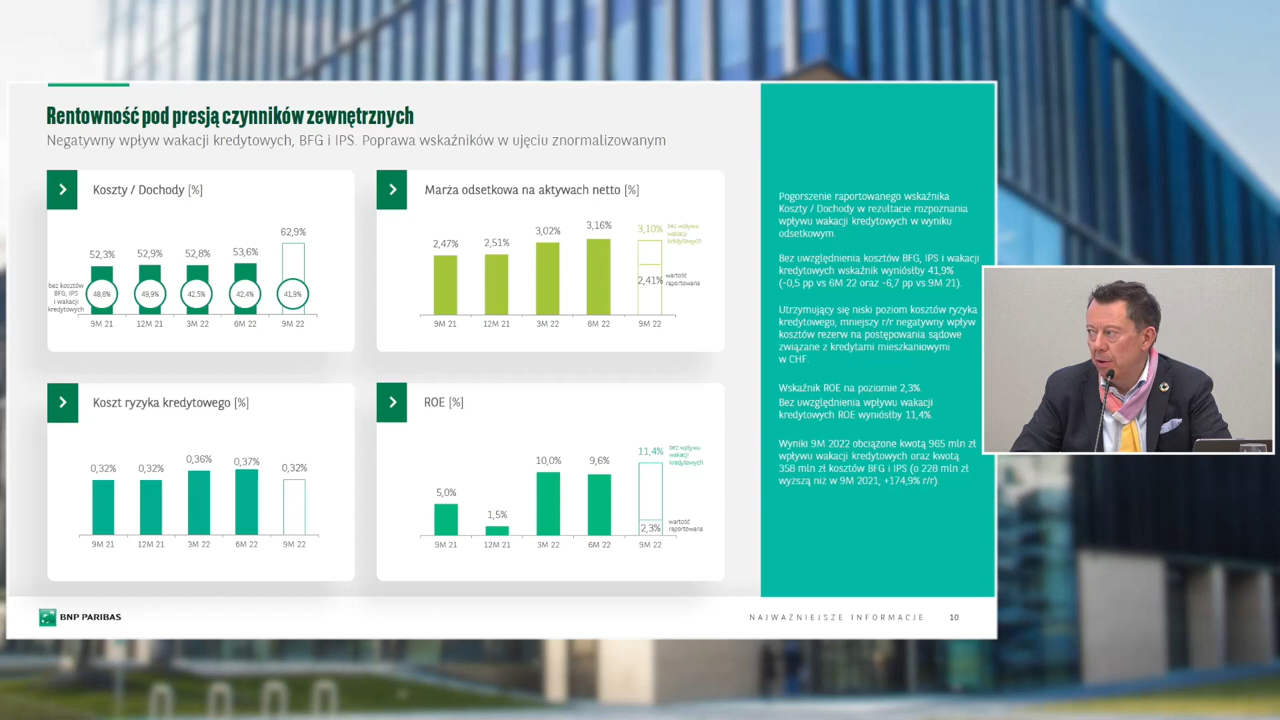 Rentowność pod presją czynników zewnętrznych
Negatywny wpływ wakacji kredytowych, BFG i IPS. Poprawa wskaźników w ujęciu znormalizowanym
Koszty / Dochody [%]
52,3%
52,9%
52,8%
53,6%
62,9%
bez kosztów
BFG, IPS
i wakacji
kredytowych
48,6%
49,9%
42,5%
42,4%
41,9%
9M 21
12M 21
3M 22
6M 22
9M 22
Marża odsetkowa na aktywach netto [%]
2,47%
2,51%
3,02%
3,16%
3,10%
bez wpływu
wakacji
kredytowych
2,41%
wartość
raportowana
9M 21
12M 21
3M 22
6M 22
9M 22
Koszt ryzyka kredytowego [%]
0,32%
0,32%
0,36%
0,37%
0,32%
9M 21
12M 21
3M 22
6M 22
9M 22
ROE [%]
5,0%
1,5%
10,0%
9,6%
11,4%
bez wpływu
wakacji
kredytowych
2,3%
wartość
raportowana
9M 21
12M 21
3M 22
6M 22
9M 22
Pogorszenie raportowanego wskaźnika
Koszty / Dochody w rezultacie rozpoznania
wpływu wakacji kredytowych w wyniku
odsetkowym.
Bez uwzględnienia kosztów BFG, IPS i wakacji
kredytowych wskaźnik wyniósłby 41,9%
(-0,5 pp vs 6M 22 oraz -6,7 pp vs 9M 21).
Utrzymujący się niski poziom kosztów ryzyka
kredytowego, mniejszy r/r negatywny wpływ
kosztów rezerw na postępowania sądowe
związane z kredytami mieszkaniowymi
w CHF.
Wskaźnik ROE na poziomie 2,3%.
Bez uwzględnienia wpływu wakacji
kredytowych ROE wyniósłby 11,4%.
Wyniki 9M 2022 obciążone kwotą 965 mln zł
wpływu wakacji kredytowych oraz kwotą
358 mln zł kosztów BFG i IPS (o 228 mln zł
wyższą niż w 9M 2021, +174,9% r/r).
BNP PARIBAS
NAJWAŻNIEJSZE INFORMACJE 10